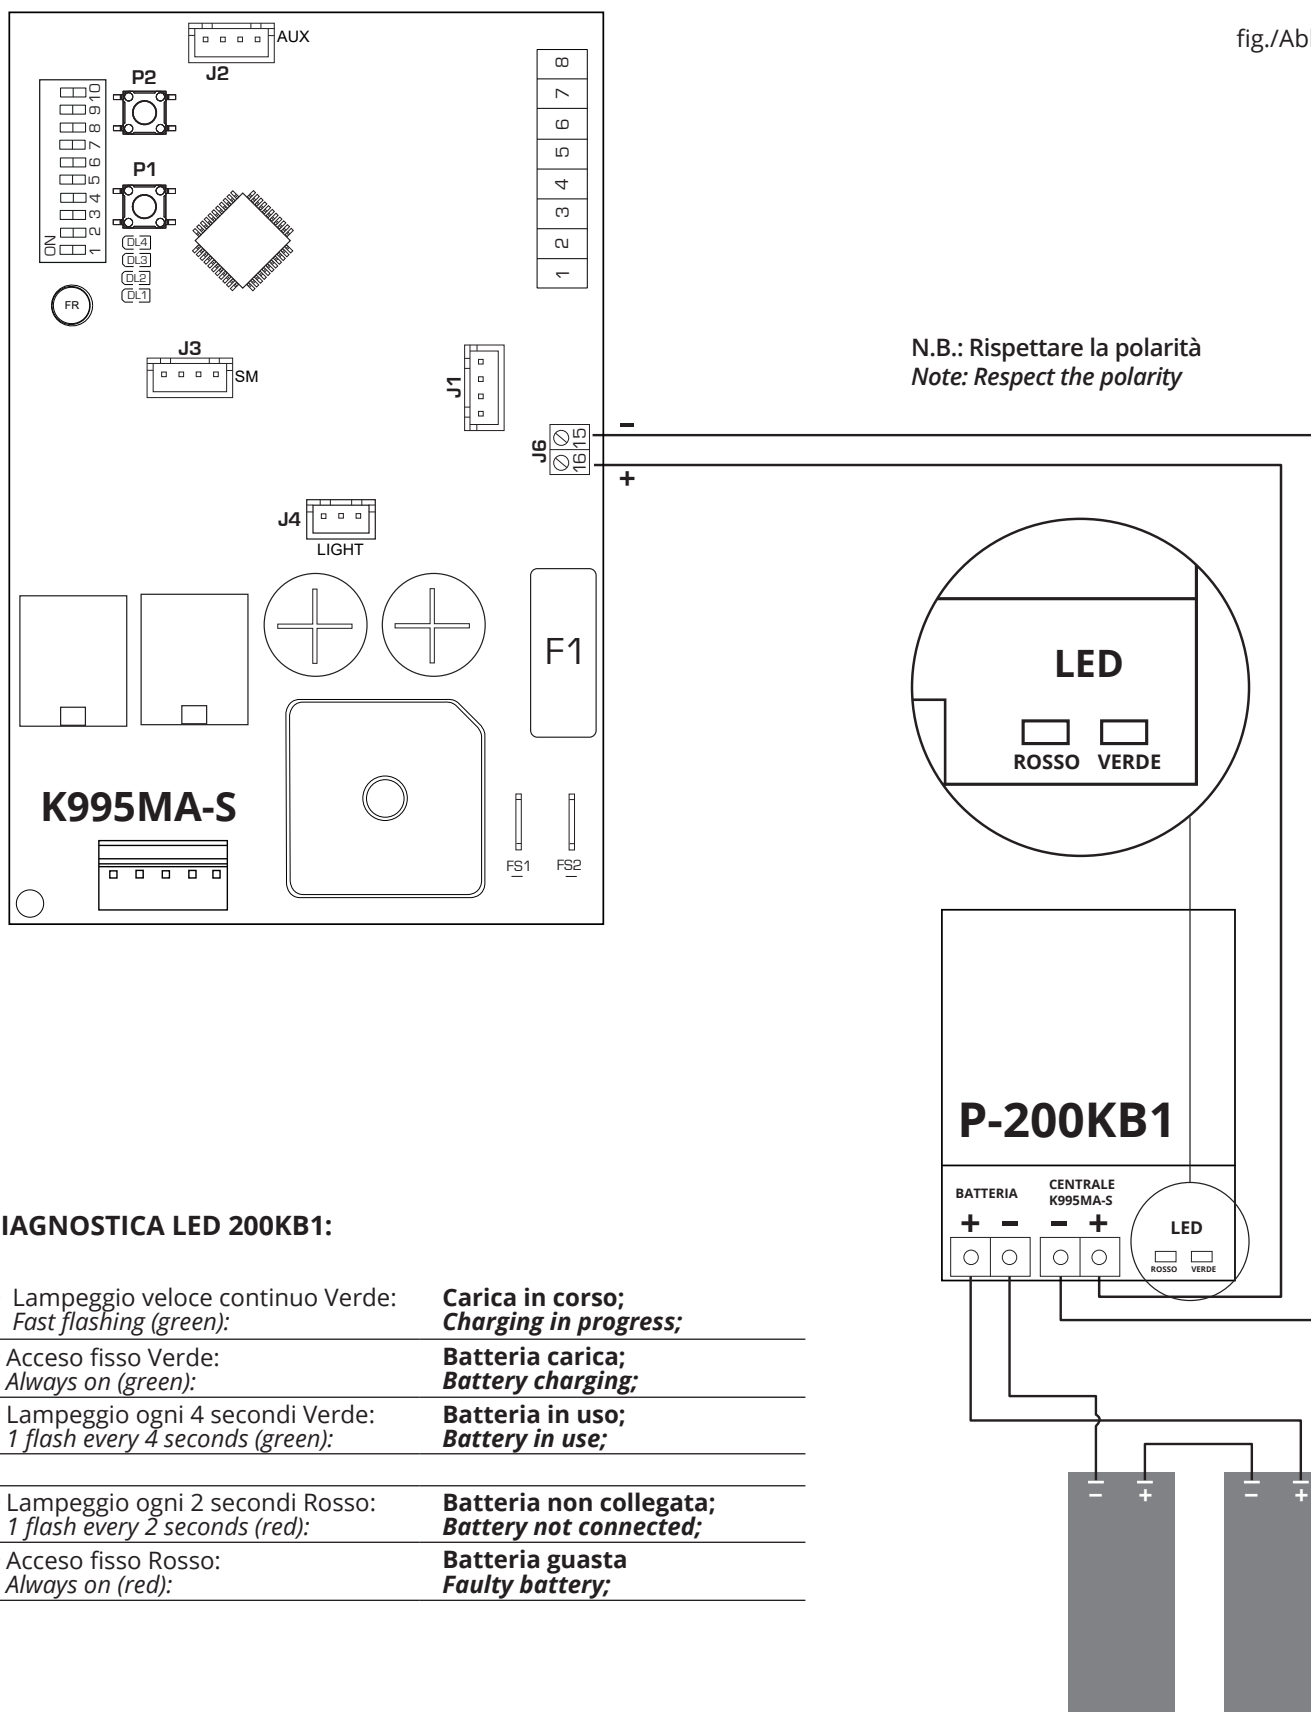 fig./Ab
AUX
J2
P2
P1
ON
1 2 3 4 5 6 7 8 9 10
DL4
DL3
DL2
DL1
FR
8
7
6
5
4
3
2
1
J3
SM
J1
N.B.: Rispettare la polarità
Note: Respect the polarity
J6
15
16
–
+
J4
LIGHT
F1
K995MA-S
FS1
FS2
LED
ROSSO VERDE
P-200KB1
BATTERIA
CENTRALE
K995MA-S
+ – – +
LED
ROSSO VERDE
IAGNOSTICA LED 200KB1:
Lampeggio veloce continuo Verde: Carica in corso;
Fast flashing (green): Charging in progress;
Acceso fisso Verde: Batteria carica;
Always on (green): Battery charging;
Lampeggio ogni 4 secondi Verde: Batteria in uso;
1 flash every 4 seconds (green): Battery in use;
Lampeggio ogni 2 secondi Rosso: Batteria non collegata;
1 flash every 2 seconds (red): Battery not connected;
Acceso fisso Rosso: Batteria guasta
Always on (red): Faulty battery;
– + – +